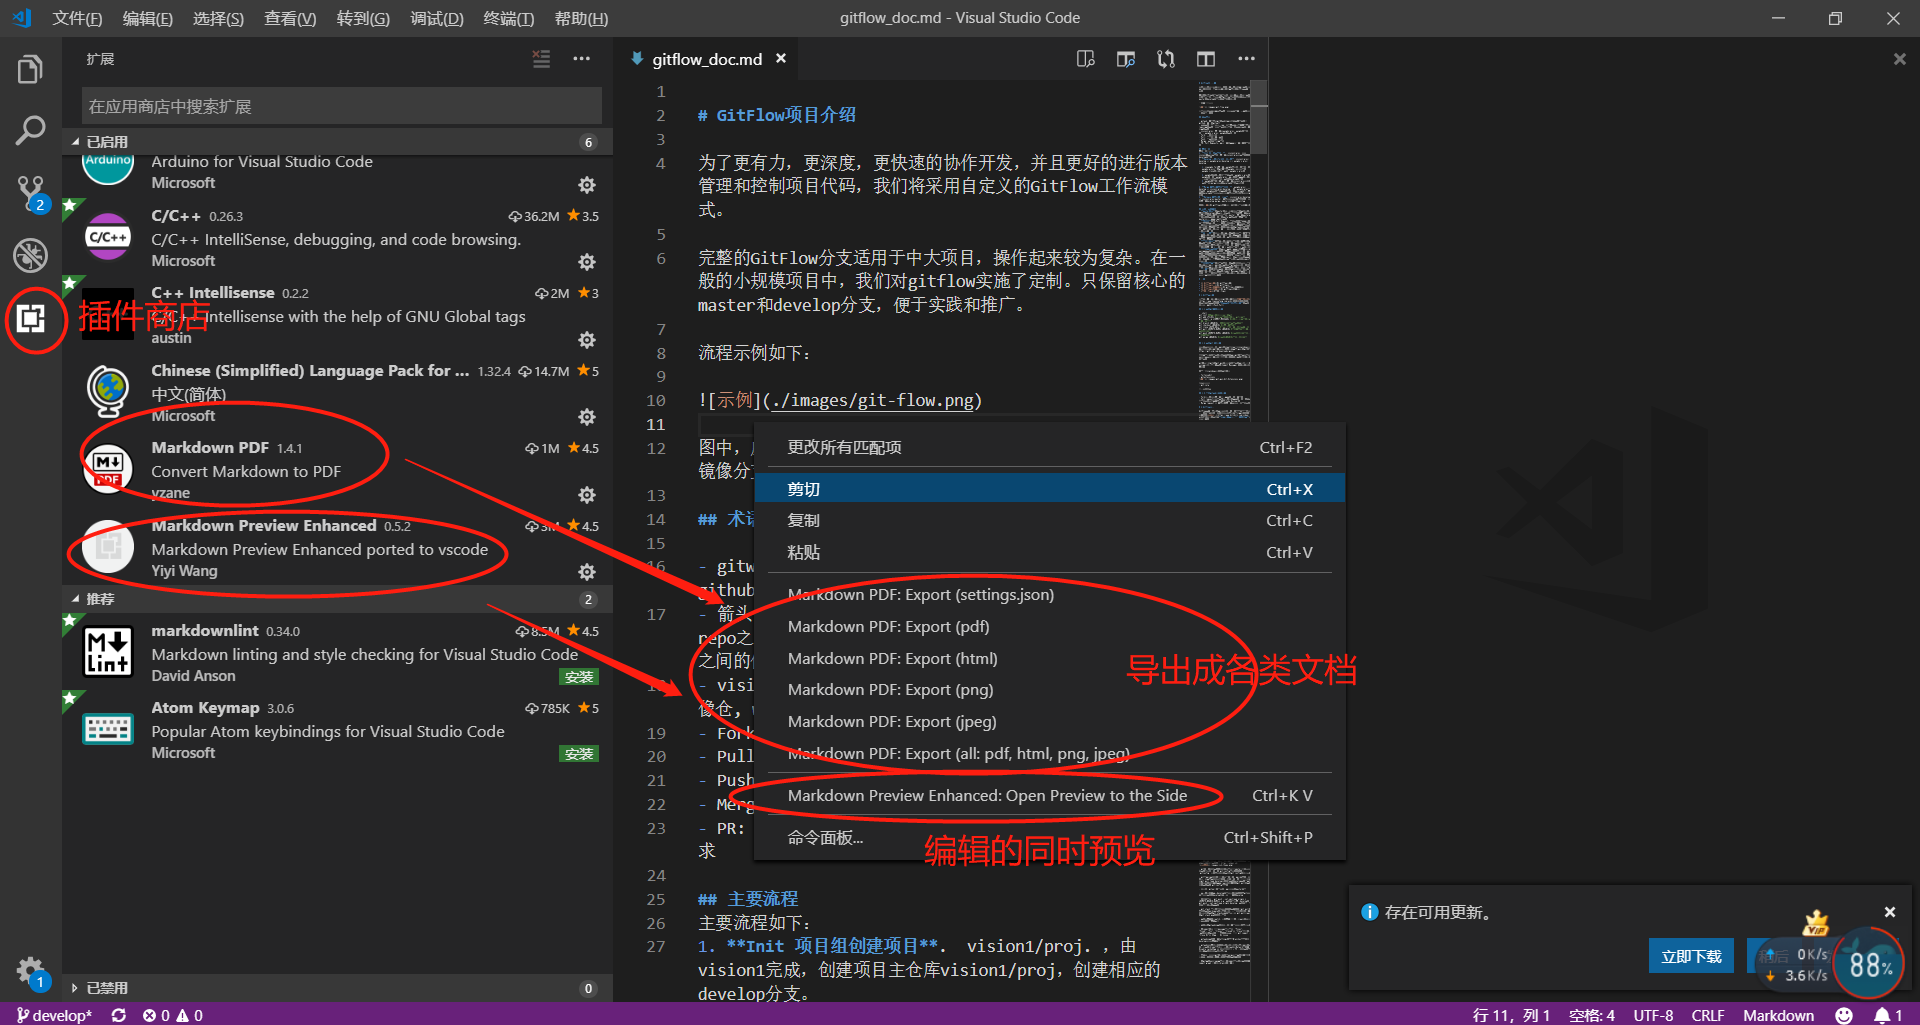 文件(F) 编辑(E) 选择(S) 查看(V) 转到(G) 调试(D) 终端(T) 帮助(H)
gitflow_doc.md - Visual Studio Code
扩展
在应用商店中搜索扩展
已启用 6
Arduino
Arduino for Visual Studio Code
Microsoft
C/C++ 0.26.3 36.2M 3.5
C/C++
C/C++ IntelliSense, debugging, and code browsing.
Microsoft
C++ Intellisense 0.2.2 2M 3
C/C++ Intellisense with the help of GNU Global tags
austin
插件商店
Chinese (Simplified) Language Pack for ... 1.32.4 14.7M 5
中文(简体)
Microsoft
Markdown PDF 1.4.1 1M 4.5
M PDF
Convert Markdown to PDF
yzane
Markdown Preview Enhanced 0.5.2 3M 4.5
Markdown Preview Enhanced ported to vscode
Yiyi Wang
推荐 2
markdownlint 0.34.0 8.5M 4.5
M Lint
Markdown linting and style checking for Visual Studio Code
David Anson 安装
Atom Keymap 3.0.6 785K 5
Popular Atom keybindings for Visual Studio Code
Microsoft 安装
已禁用 0
2
1
gitflow_doc.md
1
2 # GitFlow项目介绍
3
4 为了更有力，更深度，更快速的协作开发，并且更好的进行版本
管理和控制项目代码，我们将采用自定义的GitFlow工作流模
式。
5
6 完整的GitFlow分支适用于中大项目，操作起来较为复杂。在一
般的小规模项目中，我们对gitflow实施了定制。只保留核心的
master和develop分支，便于实践和推广。
7
8 流程示例如下：
9
10 ![示例](./images/git-flow.png)
11
12 图中，
镜像分
13
14 ## 术语
15
16 - gitw
github
17 - 箭头
repo之
之间的
18 - visi
像仓，
19 - Fork
20 - Pull
21 - Push
22 - Merg
23 - PR:
求
24
25 ## 主要流程
26 主要流程如下：
27 1. **Init 项目组创建项目**. vision1/proj. ，由
vision1完成，创建项目主仓库vision1/proj，创建相应的
develop分支。
更改所有匹配项 Ctrl+F2
剪切 Ctrl+X
复制 Ctrl+C
粘贴 Ctrl+V
Markdown PDF: Export (settings.json)
Markdown PDF: Export (pdf)
Markdown PDF: Export (html)
Markdown PDF: Export (png)
Markdown PDF: Export (jpeg)
Markdown PDF: Export (all: pdf, html, png, jpeg)
导出成各类文档
Markdown Preview Enhanced: Open Preview to the Side Ctrl+K V
命令面板... Ctrl+Shift+P
编辑的同时预览
存在可用更新。
立即下载
VIP
0K/s
3.6K/s
88%
develop* 0 0
行 11，列 1 空格: 4 UTF-8 CRLF Markdown 1